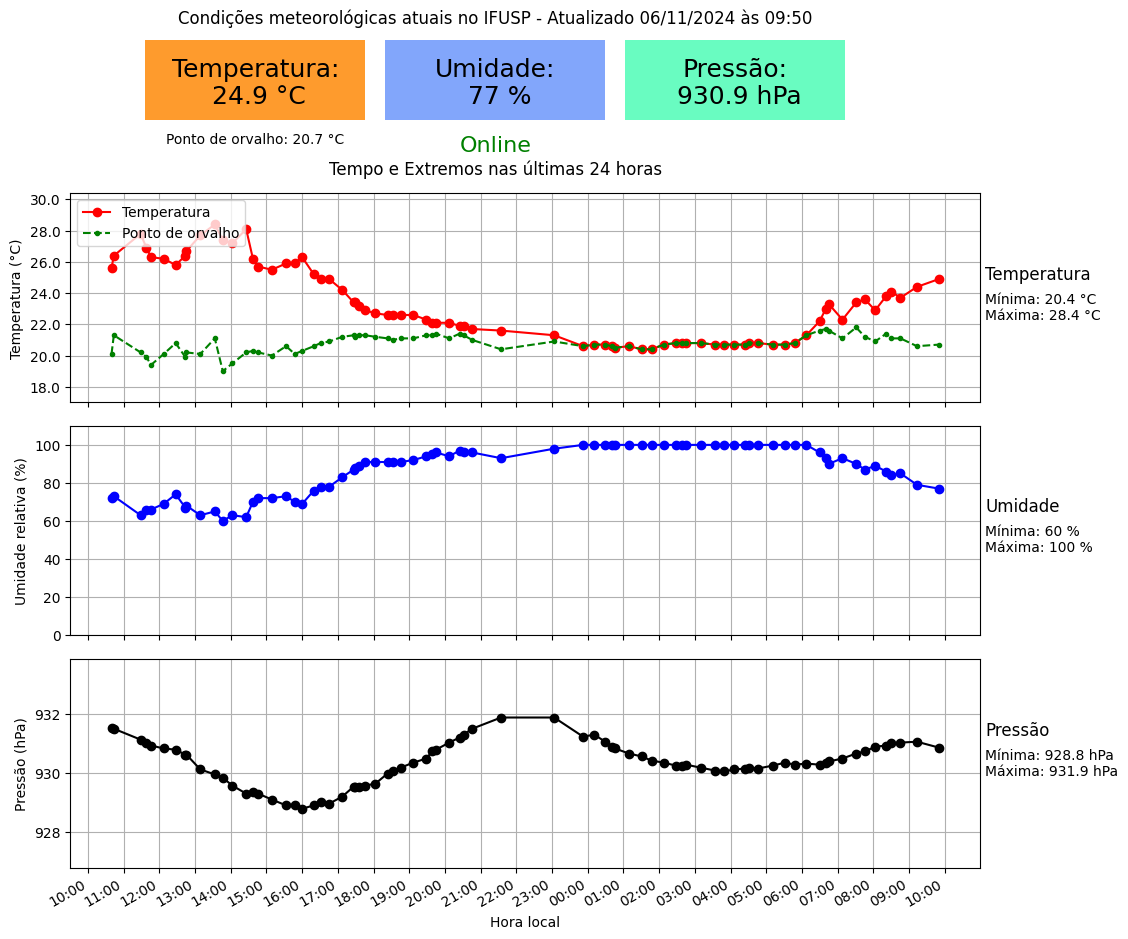 Condições meteorológicas atuais no IFUSP - Atualizado 06/11/2024 às 09:50
Temperatura:
24.9 °C
Umidade:
77 %
Pressão:
930.9 hPa
Ponto de orvalho: 20.7 °C
Online
Tempo e Extremos nas últimas 24 horas
Temperatura (°C)
30.0
28.0
26.0
24.0
22.0
20.0
18.0
Temperatura
Ponto de orvalho
Temperatura
Mínima: 20.4 °C
Máxima: 28.4 °C
Umidade relativa (%)
100
80
60
40
20
0
Umidade
Mínima: 60 %
Máxima: 100 %
Pressão (hPa)
932
930
928
Pressão
Mínima: 928.8 hPa
Máxima: 931.9 hPa
10:00 11:00 12:00 13:00 14:00 15:00 16:00 17:00 18:00 19:00 20:00 21:00 22:00 23:00 00:00 01:00 02:00 03:00 04:00 05:00 06:00 07:00 08:00 09:00 10:00
Hora local